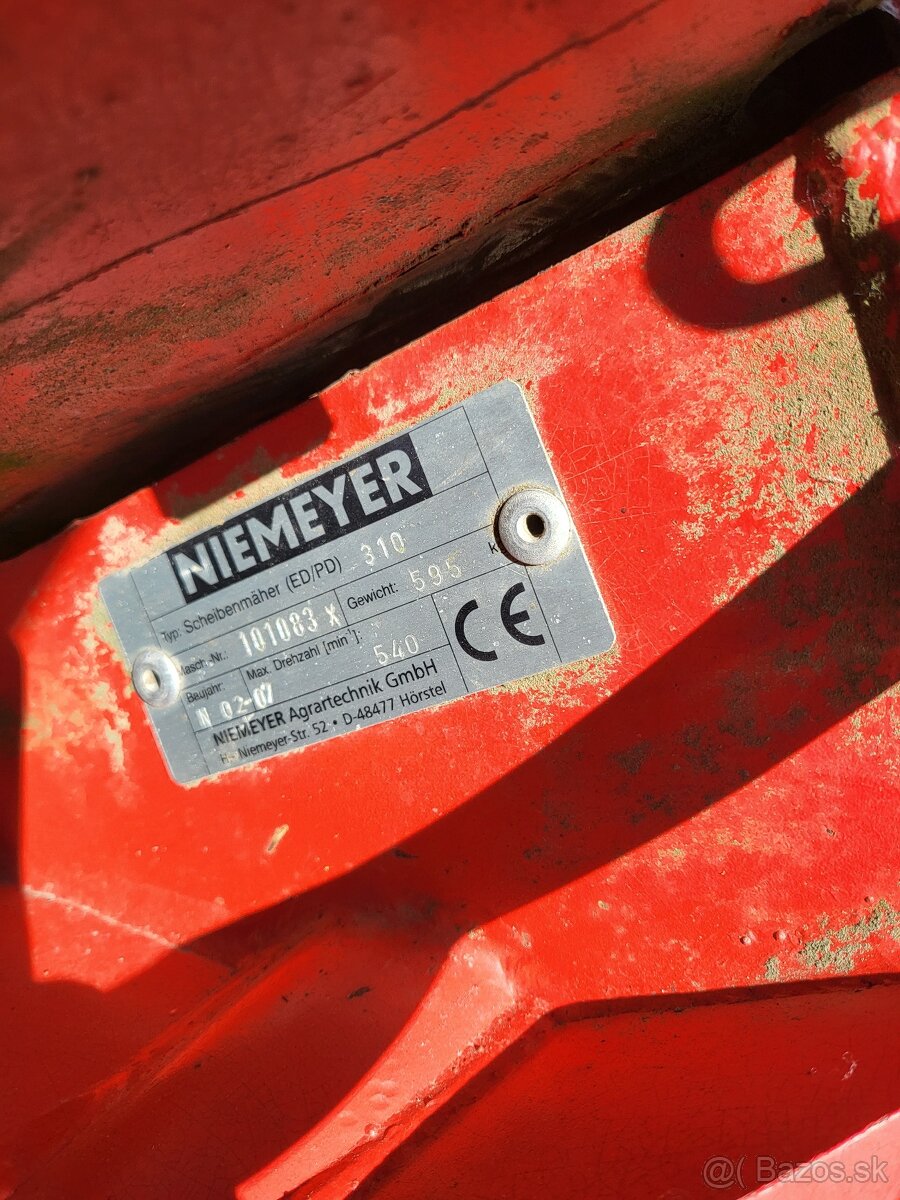 NIEMEYER
Typ: Scheibenmäher (ED/PD) 310
Masch.-Nr.: 101083 X Gewicht: 595 k
Baujahr: Max. Drehzahl [min⁻¹]:
N 02-07 540
NIEMEYER Agrartechnik GmbH
H.-Niemeyer-Str. 52 • D-48477 Hörstel
CE
@( Bazos.sk